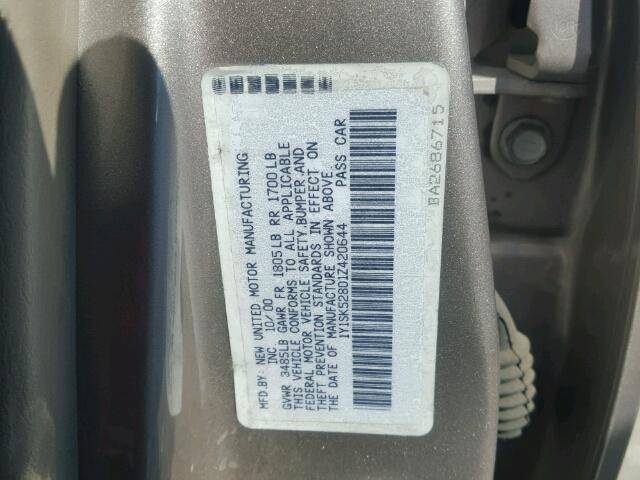 MFD.BY: NEW UNITED MOTOR MANUFACTURING
INC 10/00
GVWR 3485LB GAWR FR 1805LB RR 1700LB
THIS VEHICLE CONFORMS TO ALL APPLICABLE
FEDERAL MOTOR VEHICLE SAFETY,BUMPER,AND
THEFT PREVENTION STANDARDS IN EFFECT ON
THE DATE OF MANUFACTURE SHOWN ABOVE.
1Y1SK52801Z420644 PASS CAR
BA2686715